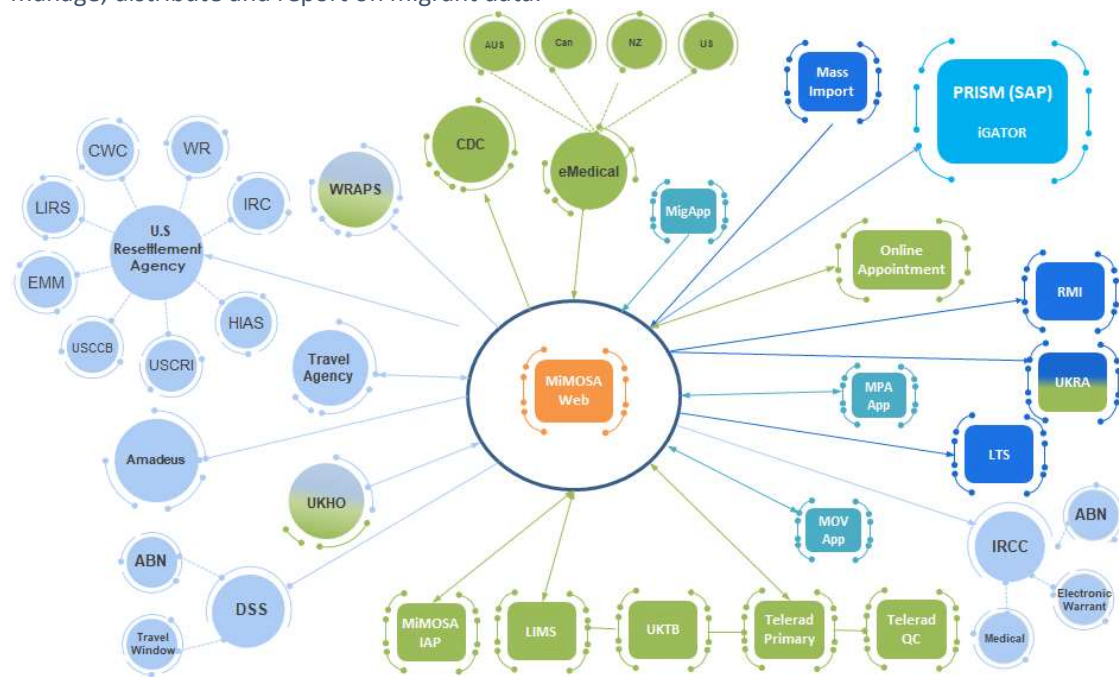 manage, distribute and report on migrant data.
AUS
Can
NZ
US
Mass
Import
PRISM (SAP)
iGATOR
CDC
eMedical
CWC
WR
WRAPS
LIRS
IRC
MigApp
U.S
Resettlement
Agency
Online
Appointment
EMM
RMI
HIAS
USCCB
USCRI
Travel
Agency
MiMOSA
Web
MPA
App
UKRA
Amadeus
LTS
UKHO
MOV
App
ABN
IRCC
ABN
DSS
Electronic
Warrant
Travel
Window
MiMOSA
IAP
LIMS
UKTB
Telerad
Primary
Telerad
QC
Medical